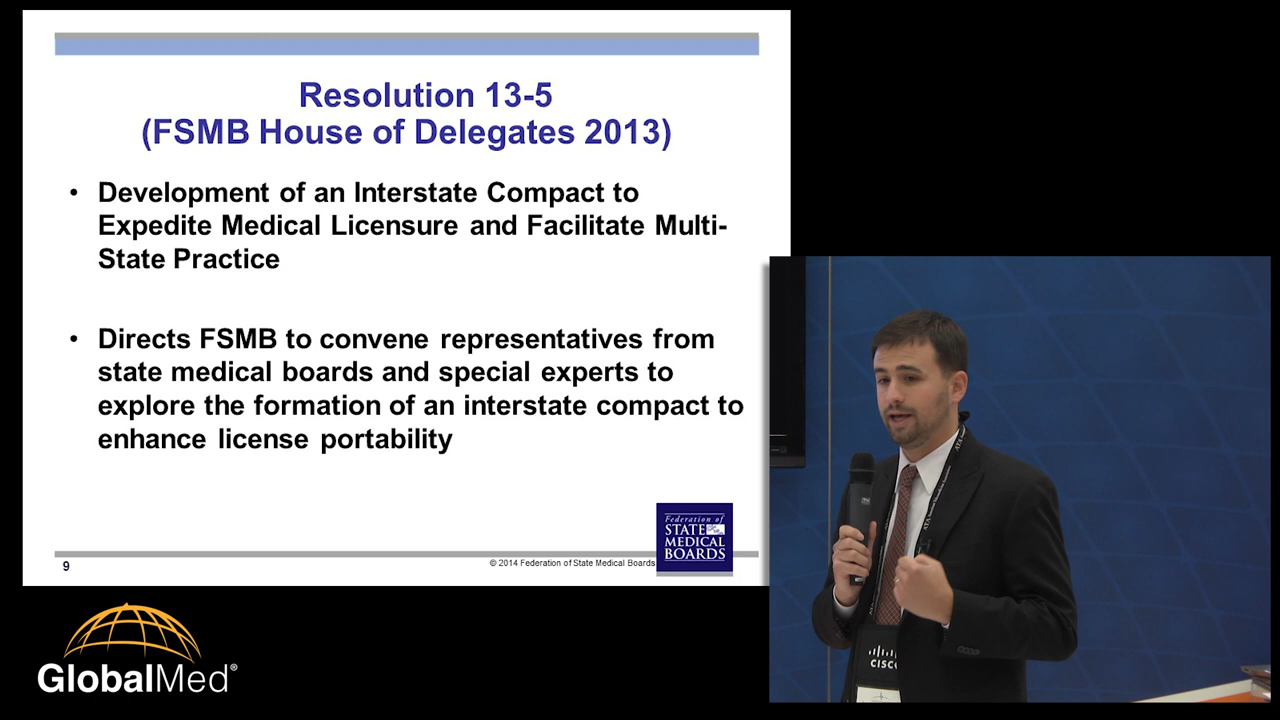 Resolution 13-5
(FSMB House of Delegates 2013)
• Development of an Interstate Compact to
Expedite Medical Licensure and Facilitate Multi-
State Practice
• Directs FSMB to convene representatives from
state medical boards and special experts to
explore the formation of an interstate compact to
enhance license portability
Federation of
STATE
MEDICAL
BOARDS
9
© 2014 Federation of State Medical Boards
GlobalMed®
ATA
ATA
CISCO